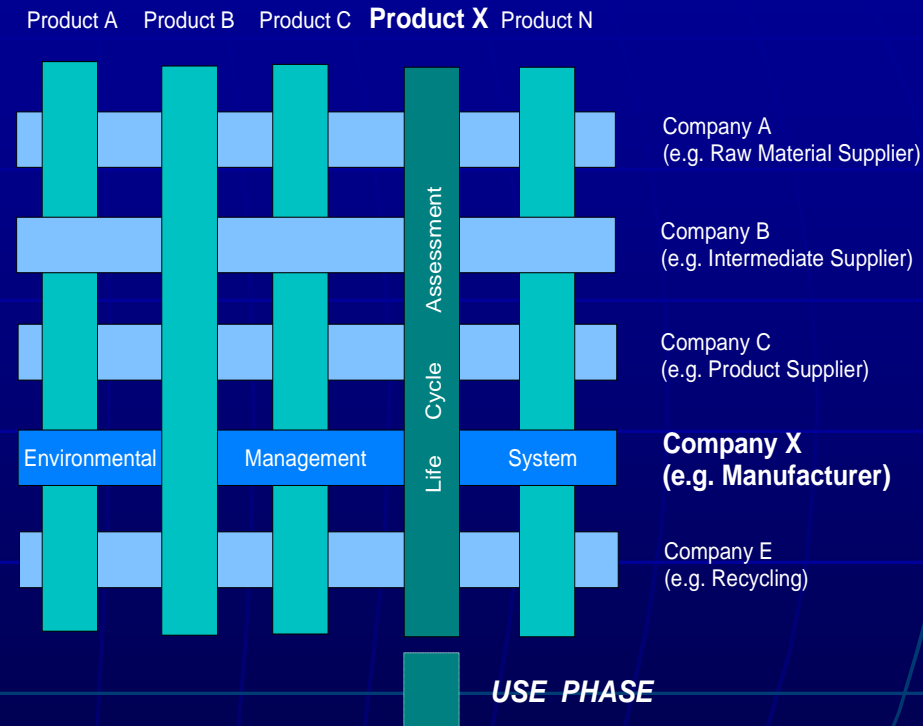 Product A Product B Product C Product X Product N
Company A
(e.g. Raw Material Supplier)
Company B
(e.g. Intermediate Supplier)
Company C
(e.g. Product Supplier)
Environmental Management System
Company X
(e.g. Manufacturer)
Life Cycle Assessment
Company E
(e.g. Recycling)
USE PHASE